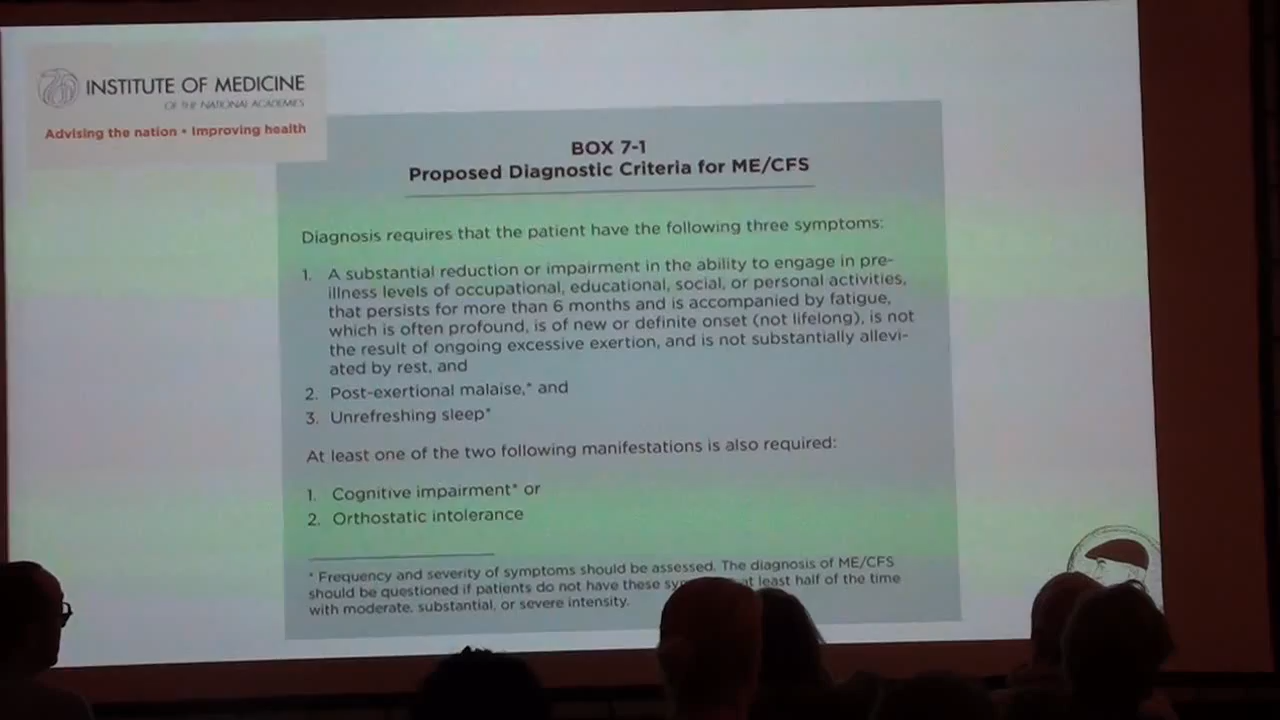 INSTITUTE OF MEDICINE
OF THE NATIONAL ACADEMIES
Advising the nation • Improving health
BOX 7-1
Proposed Diagnostic Criteria for ME/CFS
Diagnosis requires that the patient have the following three symptoms:
1. A substantial reduction or impairment in the ability to engage in pre-
illness levels of occupational, educational, social, or personal activities,
that persists for more than 6 months and is accompanied by fatigue,
which is often profound, is of new or definite onset (not lifelong), is not
the result of ongoing excessive exertion, and is not substantially allevi-
ated by rest, and
2. Post-exertional malaise,* and
3. Unrefreshing sleep*
At least one of the two following manifestations is also required:
1. Cognitive impairment* or
2. Orthostatic intolerance
* Frequency and severity of symptoms should be assessed. The diagnosis of ME/CFS
should be questioned if patients do not have these at least half of the time
with moderate, substantial, or severe intensity.